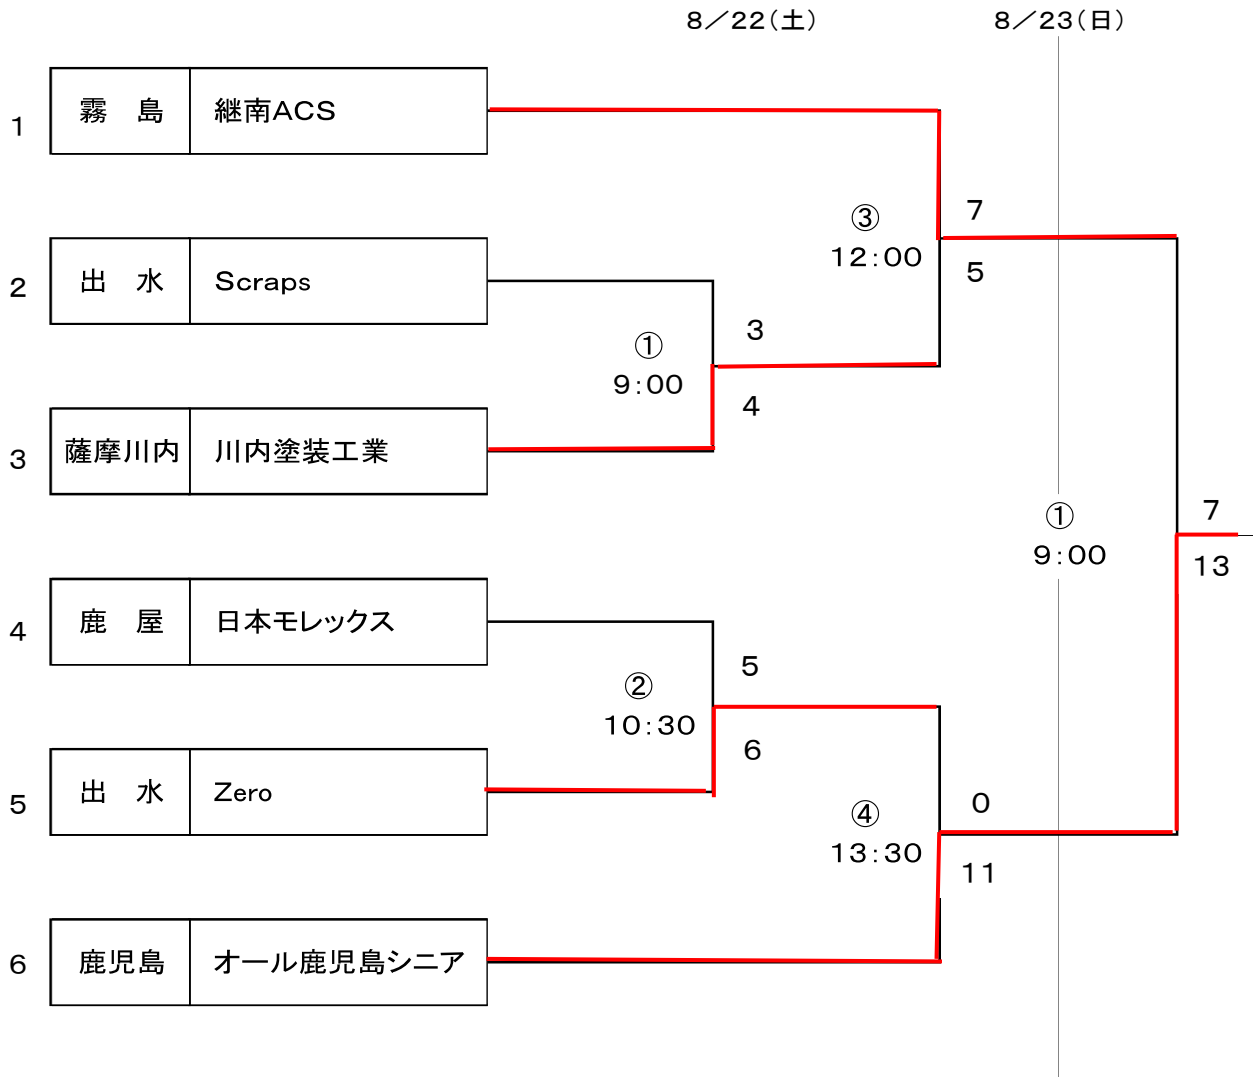 8／22（土） 8／23（日）
1 霧　島 継南ACS
③ 7
12：00 5
2 出　水 Scraps
① 3
9：00 4
3 薩摩川内 川内塗装工業
① 7
9：00 13
4 鹿　屋 日本モレックス
② 5
10：30 6
5 出　水 Zero
④ 0
13：30 11
6 鹿児島 オール鹿児島シニア